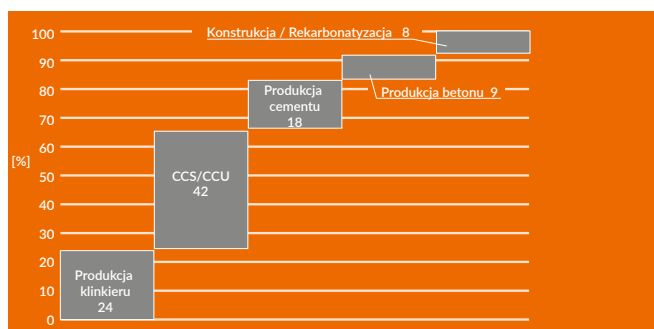 100
Konstrukcja / Rekarbonatyzacja 8
90
80
Produkcja
cementu
18
Produkcja betonu 9
70
60
[%]
50
CCS/CCU
42
40
30
20
Produkcja
klinkieru
24
10
0